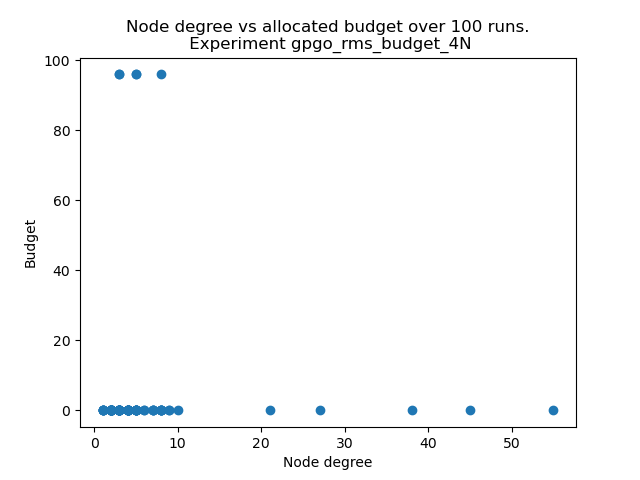 Node degree vs allocated budget over 100 runs.
Experiment gpgo_rms_budget_4N
100
80
60
40
20
0
Budget
0 10 20 30 40 50
Node degree